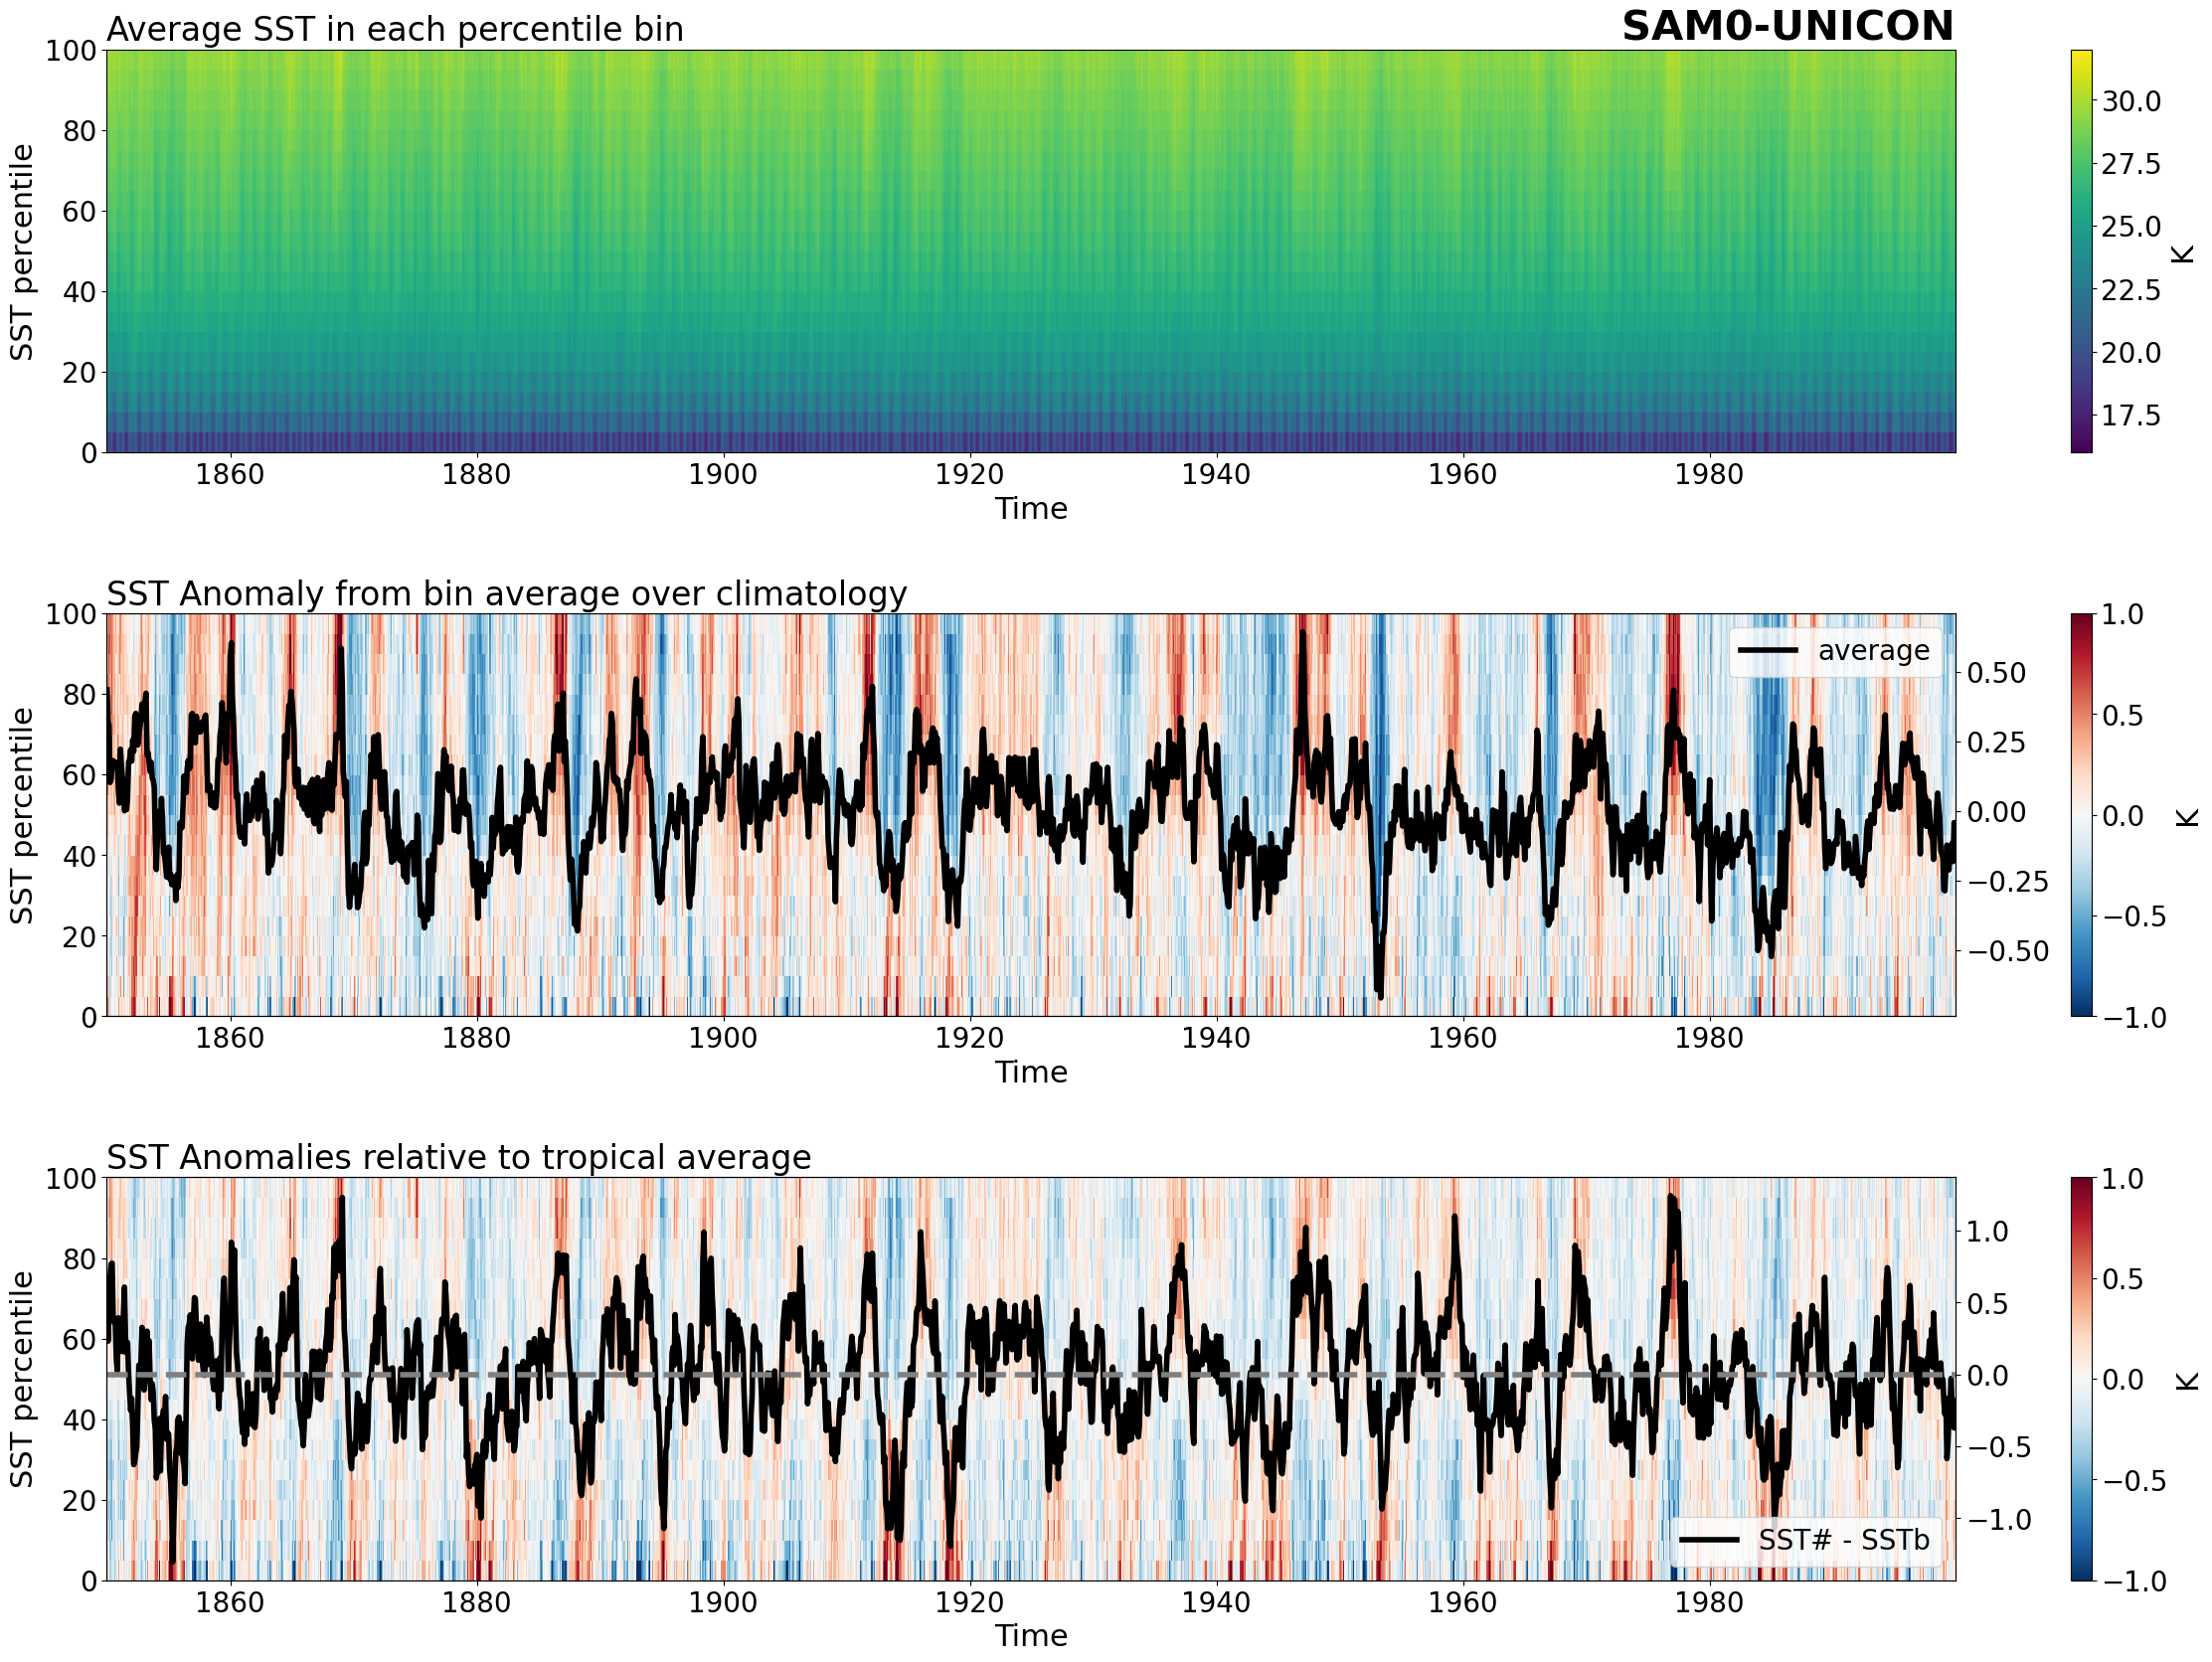 Average SST in each percentile bin
SAM0-UNICON
100
80
60
40
20
0
SST percentile
1860 1880 1900 1920 1940 1960 1980
Time
30.0
27.5
25.0
22.5
20.0
17.5
K
SST Anomaly from bin average over climatology
100
80
60
40
20
0
SST percentile
1860 1880 1900 1920 1940 1960 1980
Time
average
0.50
0.25
0.00
−0.25
−0.50
1.0
0.5
0.0
−0.5
−1.0
K
SST Anomalies relative to tropical average
100
80
60
40
20
0
SST percentile
1860 1880 1900 1920 1940 1960 1980
Time
SST# - SSTb
1.0
0.5
0.0
−0.5
−1.0
1.0
0.5
0.0
−0.5
−1.0
K